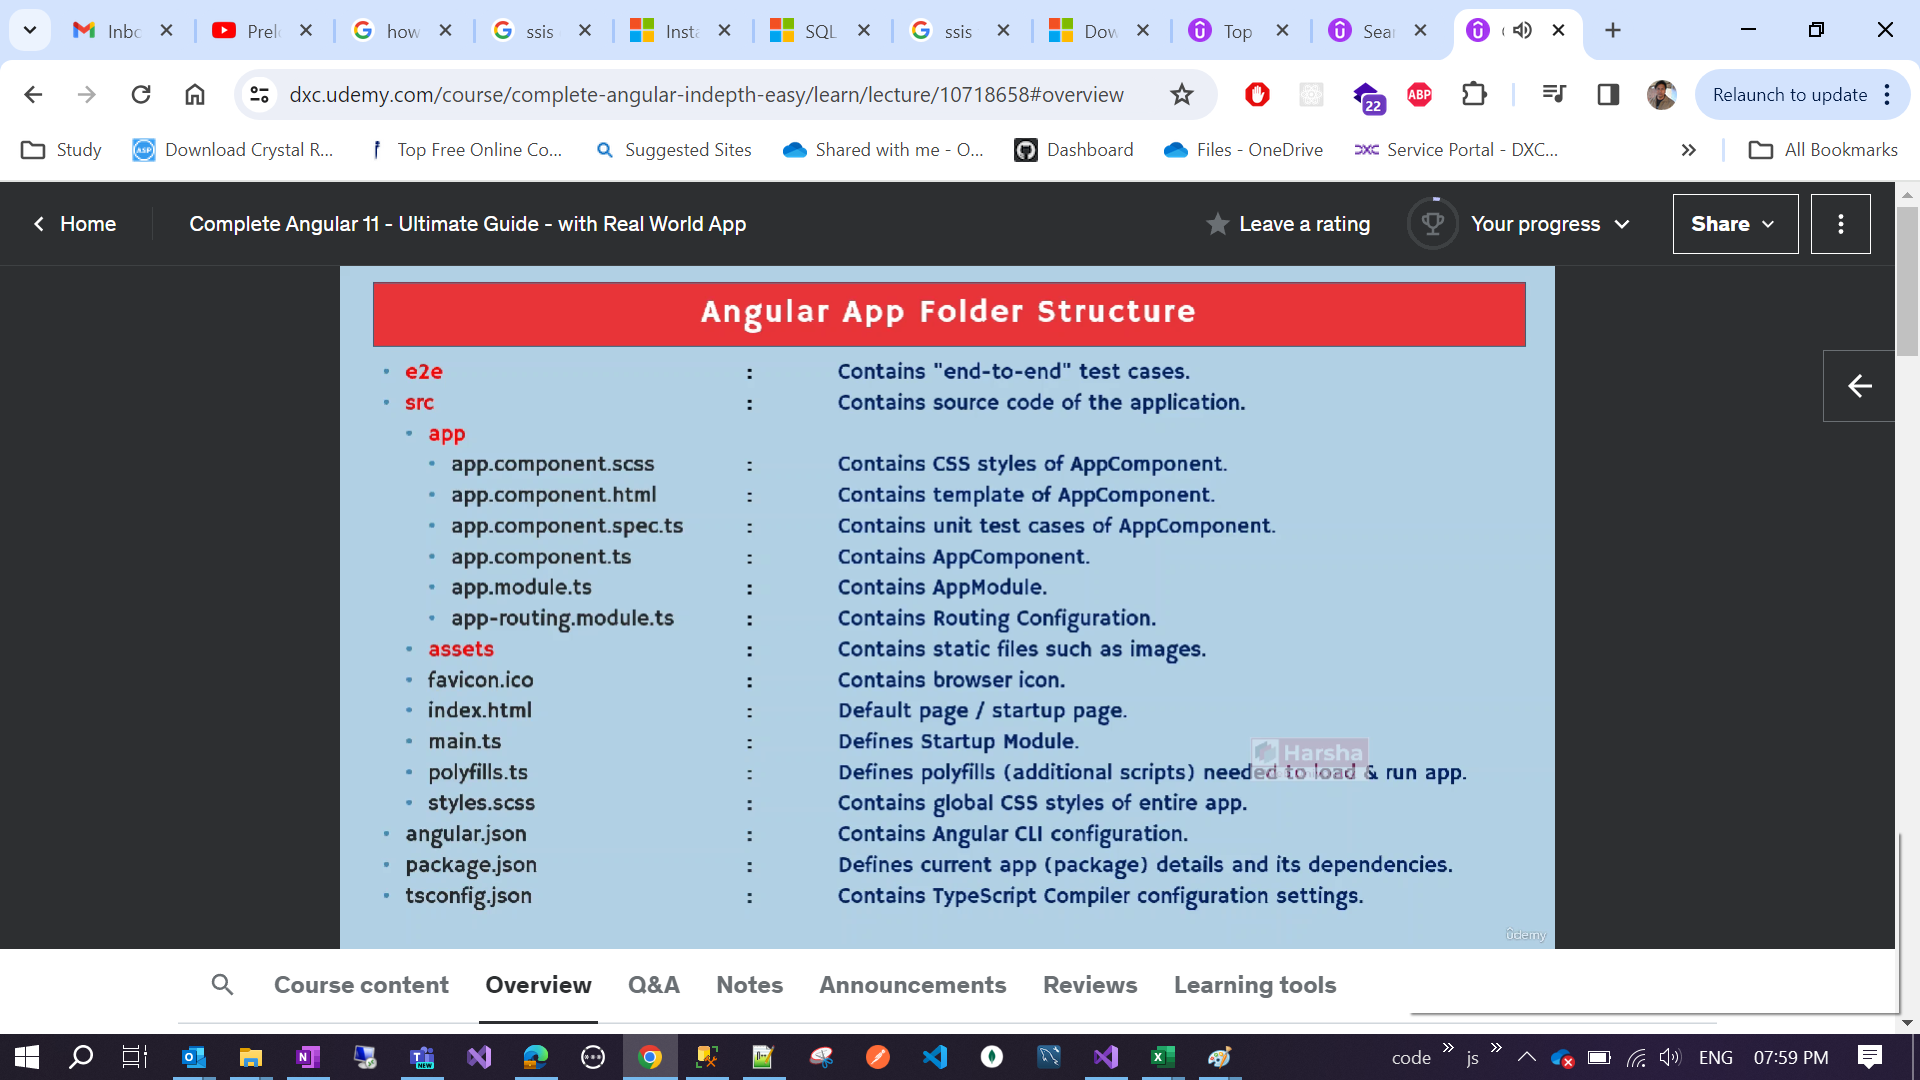 Inbc
Prel
how
ssis
Insta
SQL
ssis
Dow
Top
Sear
dxc.udemy.com/course/complete-angular-indepth-easy/learn/lecture/10718658#overview
22
ABP
Relaunch to update
Study
ASP
Download Crystal R...
Top Free Online Co...
Suggested Sites
Shared with me - O...
Dashboard
Files - OneDrive
DXC
Service Portal - DXC...
»
All Bookmarks
Home
Complete Angular 11 - Ultimate Guide - with Real World App
Leave a rating
Your progress
Share
Angular App Folder Structure
• e2e : Contains "end-to-end" test cases.
• src : Contains source code of the application.
• app
• app.component.scss : Contains CSS styles of AppComponent.
• app.component.html : Contains template of AppComponent.
• app.component.spec.ts : Contains unit test cases of AppComponent.
• app.component.ts : Contains AppComponent.
• app.module.ts : Contains AppModule.
• app-routing.module.ts : Contains Routing Configuration.
• assets : Contains static files such as images.
• favicon.ico : Contains browser icon.
• index.html : Default page / startup page.
• main.ts : Defines Startup Module.
Harsha
• polyfills.ts : Defines polyfills (additional scripts) needed to load & run app.
• styles.scss : Contains global CSS styles of entire app.
• angular.json : Contains Angular CLI configuration.
• package.json : Defines current app (package) details and its dependencies.
• tsconfig.json : Contains TypeScript Compiler configuration settings.
ûdemy
Course content
Overview
Q&A
Notes
Announcements
Reviews
Learning tools
NEW
code » js »
ENG
07:59 PM